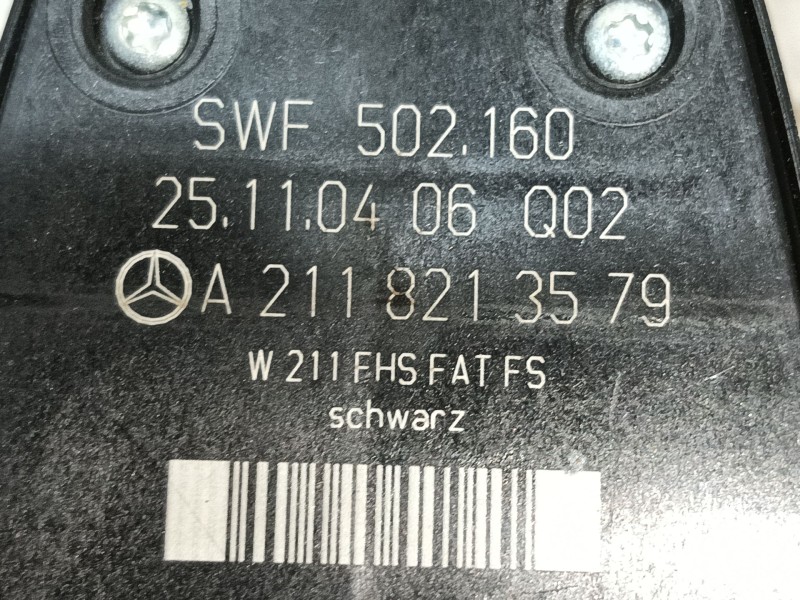 SWF 502.160
25.11.04 06 Q02
A 211 821 35 79
W 211 FHS FAT FS
schwarz